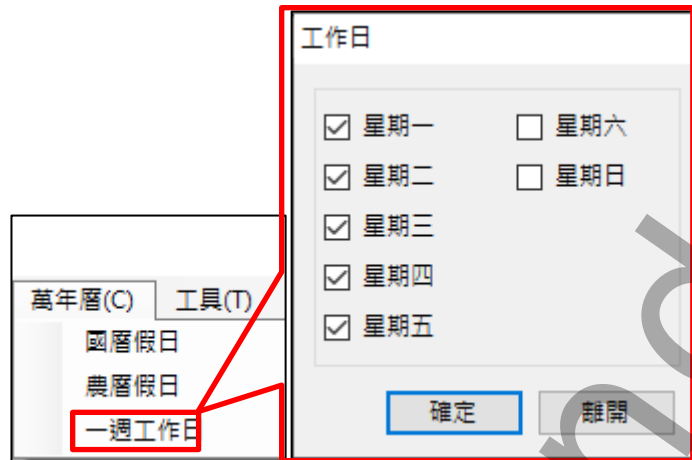 工作日
星期一 星期六
星期二 星期日
星期三
星期四
星期五
確定 離開
萬年曆(C) 工具(T)
國曆假日
農曆假日
一週工作日